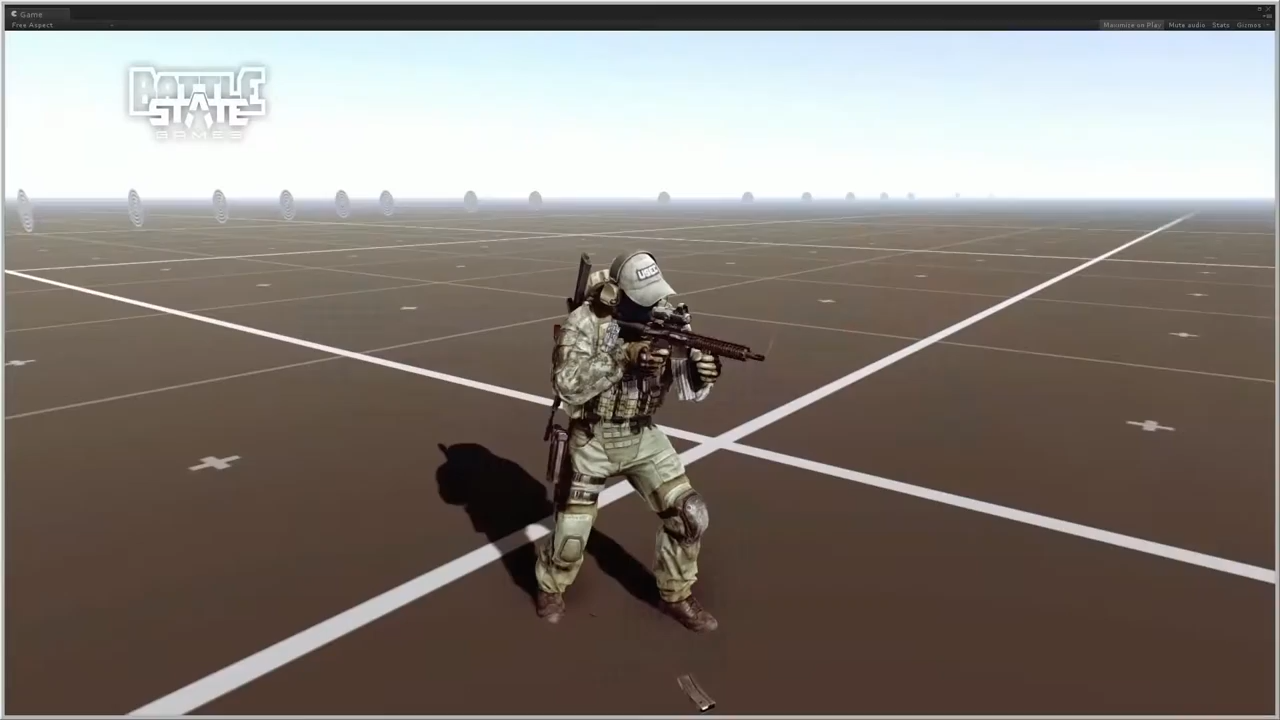 Game
Free Aspect
Maximize on Play Mute audio Stats Gizmos
BATTLE
STATE
GAMES
USEC